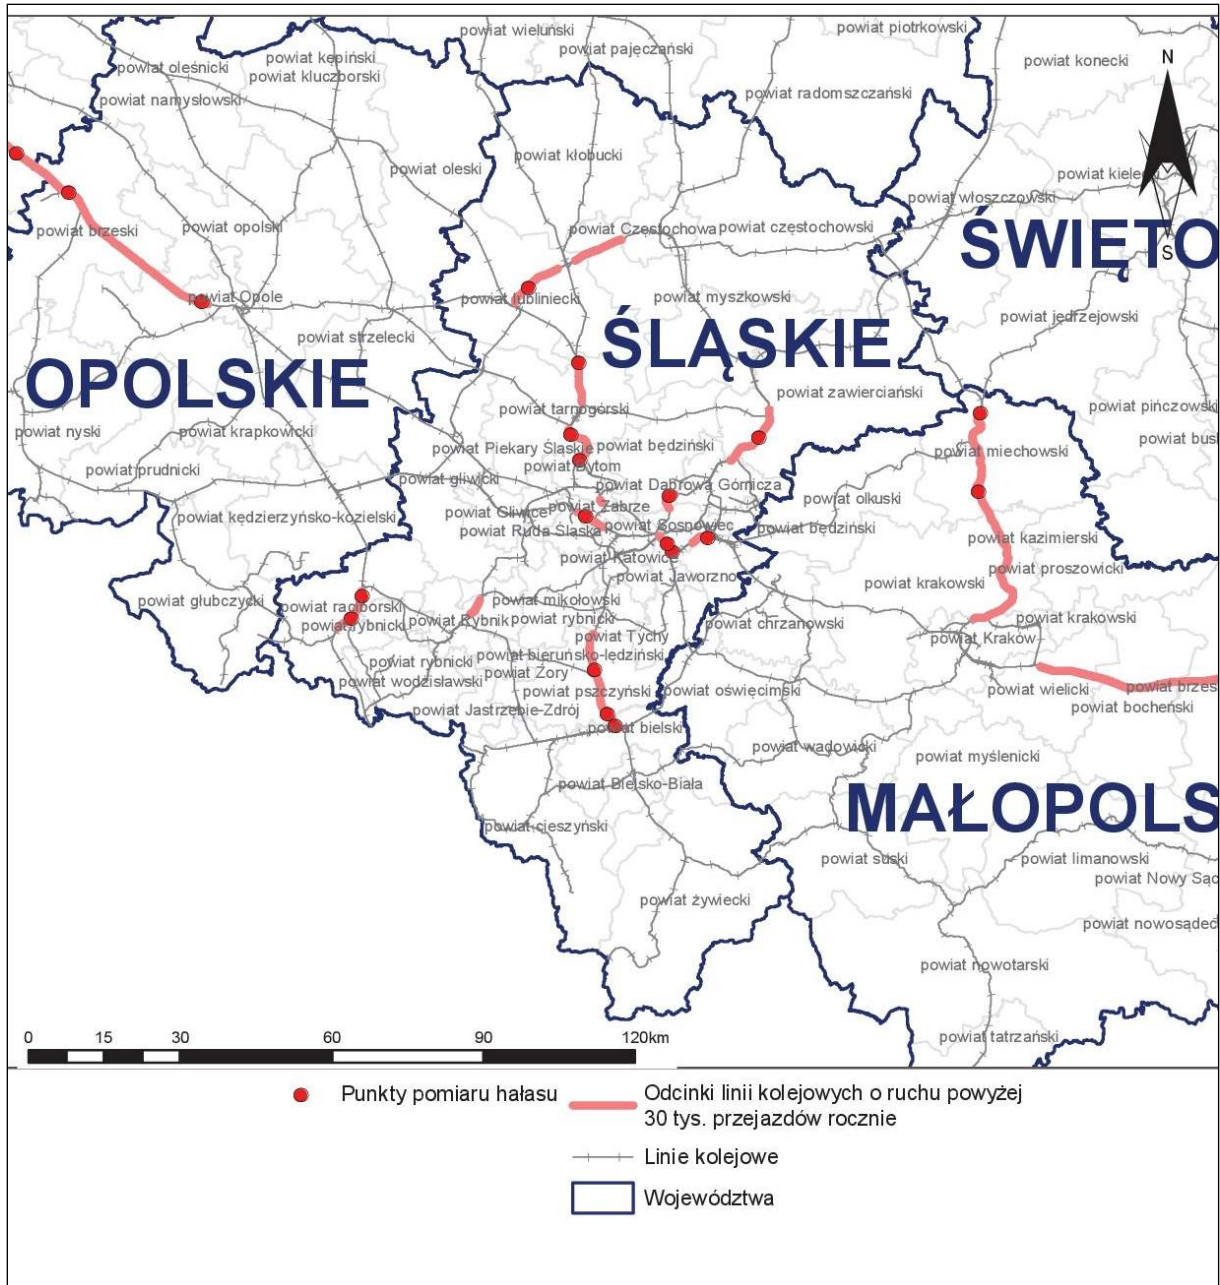 powiat wieluński
powiat piotrkowski
powiat kępiński
powiat pajęczański
powiat konecki
N
powiat oleśnicki
powiat kluczborski
powiat namysłowski
powiat radomszczański
powiat kłobucki
powiat oleski
powiat włoszczowski
powiat brzeski
powiat opolski
powiat Częstochowa
powiat częstochowski
ŚWIĘTO
S
powiat Opole
powiat lubliniecki
powiat myszkowski
powiat jędrzejowski
powiat strzelecki
ŚLĄSKIE
OPOLSKIE
powiat zawierciański
powiat tarnogórski
powiat pińczowski
powiat nyski
powiat krapkowicki
powiat Piekary Śląskie
powiat będziński
powiat miechowski
powiat busk
powiat prudnicki
powiat gliwicki
powiat Bytom
powiat Dąbrowa Górnicza
powiat olkuski
powiat kędzierzyńsko-kozielski
powiat Gliwice
powiat Zabrze
powiat Ruda Śląska
powiat Sosnowiec
powiat będziński
powiat kazimierski
powiat Katowice
powiat Jaworzno
powiat proszowicki
powiat krakowski
powiat głubczycki
powiat raciborski
powiat mikołowski
powiat rybnicki
powiat Rybnik
powiat rybnicki
powiat chrzanowski
powiat krakowski
powiat Tychy
powiat Kraków
powiat rybnicki
powiat bieruńsko-lędziński
powiat wodzisławski
powiat Żory
powiat pszczyński
powiat oświęcimski
powiat wielicki
powiat brzes
powiat Jastrzębie-Zdrój
powiat bocheński
powiat bielski
powiat wadowicki
powiat myślenicki
powiat Bielsko-Biała
MAŁOPOLS
powiat cieszyński
powiat suski
powiat limanowski
powiat Nowy Sąc
powiat żywiecki
powiat nowosądec
powiat nowotarski
powiat tatrzański
0 15 30 60 90 120km
Punkty pomiaru hałasu
Odcinki linii kolejowych o ruchu powyżej
30 tys. przejazdów rocznie
Linie kolejowe
Województwa